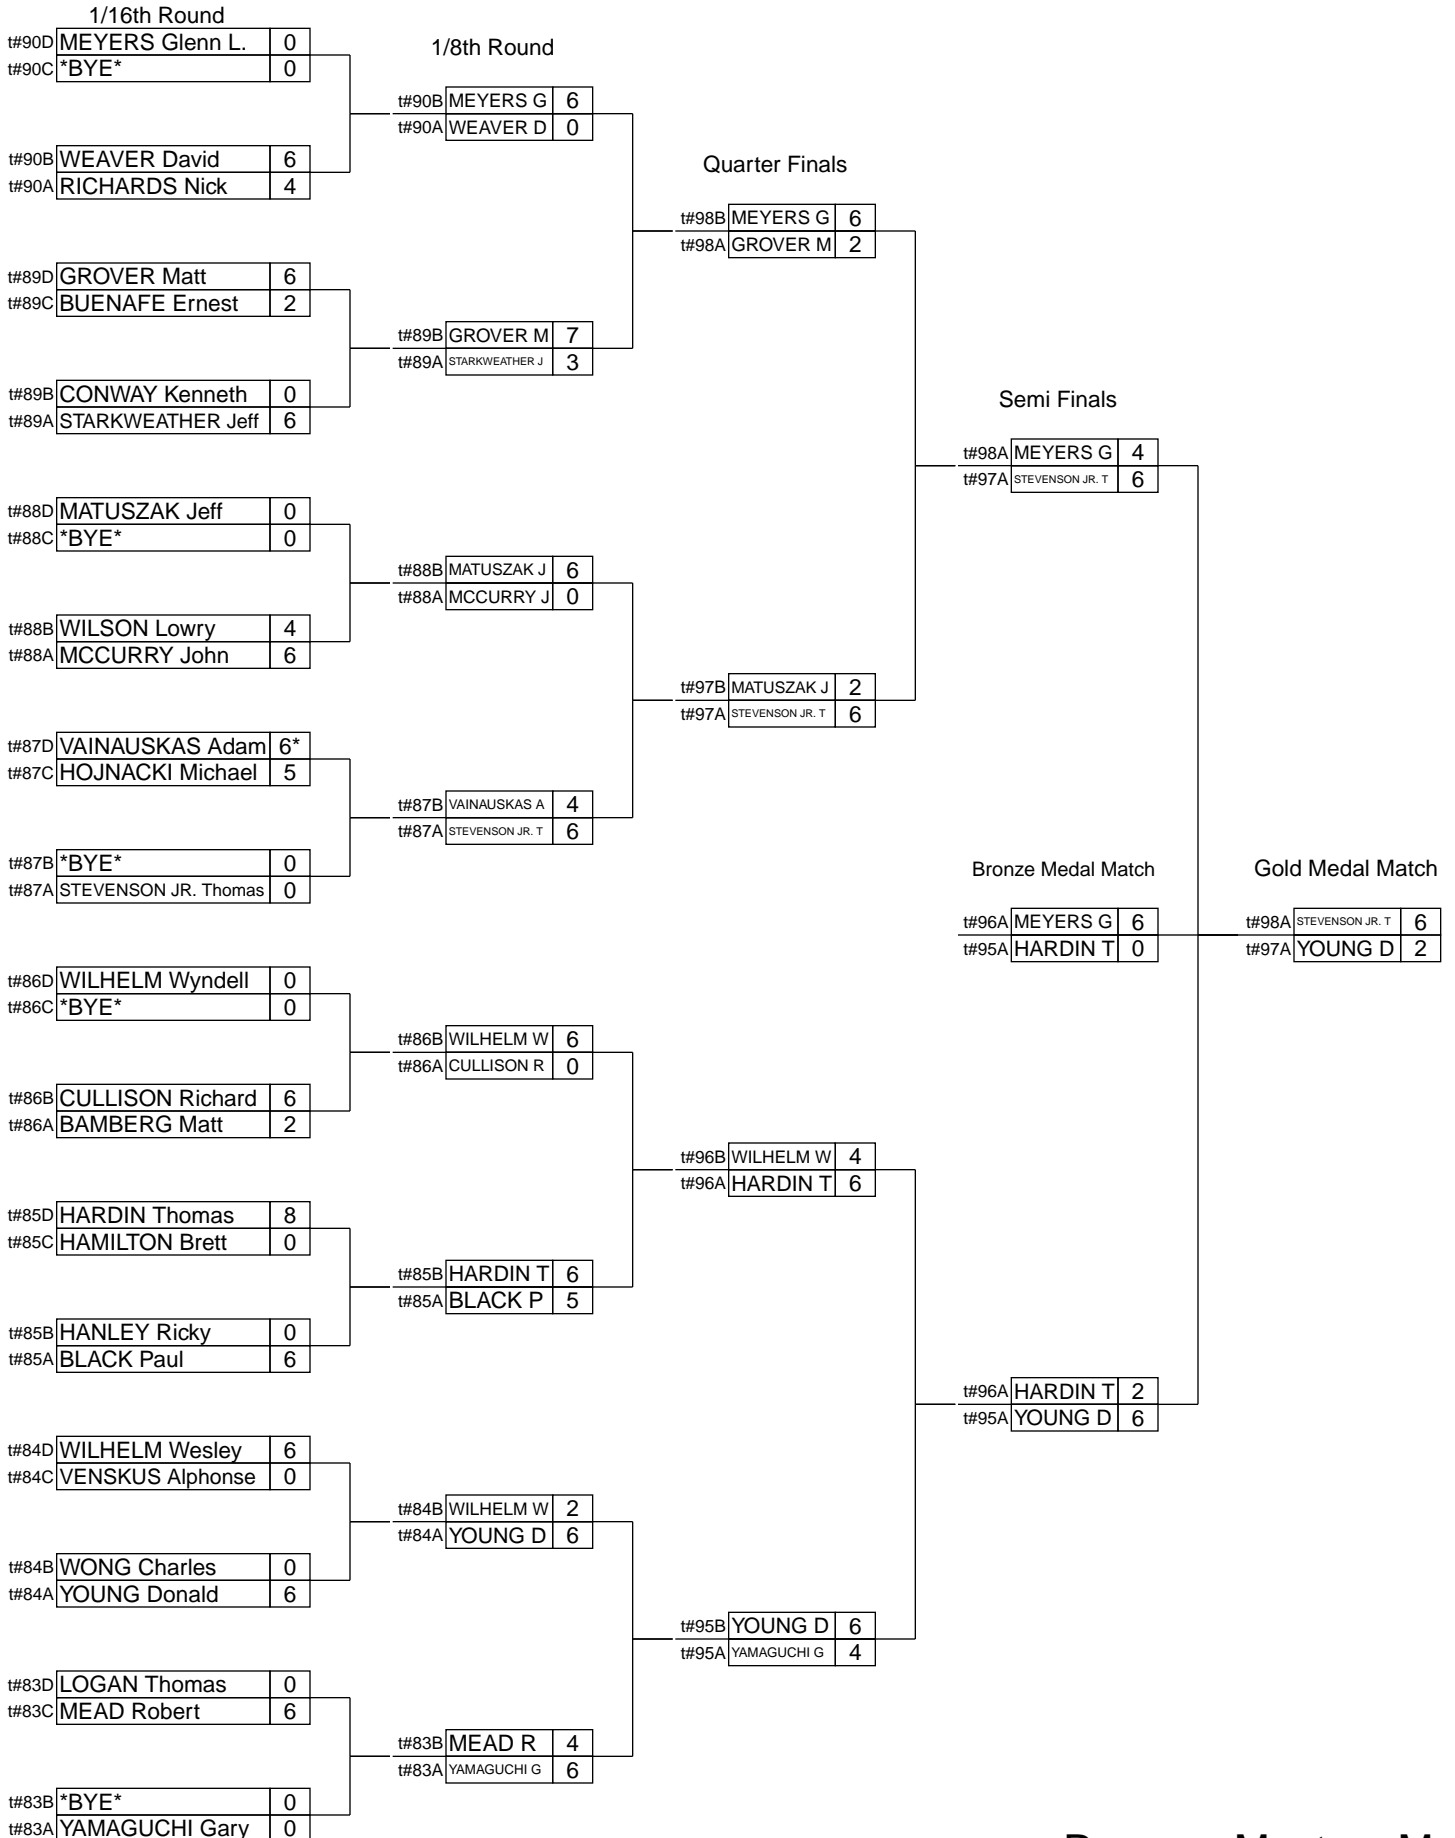 1/16th Round
t#90D MEYERS Glenn L. 0
t#90C *BYE* 0
t#90B WEAVER David 6
t#90A RICHARDS Nick 4
t#89D GROVER Matt 6
t#89C BUENAFE Ernest 2
t#89B CONWAY Kenneth 0
t#89A STARKWEATHER Jeff 6
t#88D MATUSZAK Jeff 0
t#88C *BYE* 0
t#88B WILSON Lowry 4
t#88A MCCURRY John 6
t#87D VAINAUSKAS Adam 6*
t#87C HOJNACKI Michael 5
t#87B *BYE* 0
t#87A STEVENSON JR. Thomas 0
t#86D WILHELM Wyndell 0
t#86C *BYE* 0
t#86B CULLISON Richard 6
t#86A BAMBERG Matt 2
t#85D HARDIN Thomas 8
t#85C HAMILTON Brett 0
t#85B HANLEY Ricky 0
t#85A BLACK Paul 6
t#84D WILHELM Wesley 6
t#84C VENSKUS Alphonse 0
t#84B WONG Charles 0
t#84A YOUNG Donald 6
t#83D LOGAN Thomas 0
t#83C MEAD Robert 6
t#83B *BYE* 0
t#83A YAMAGUCHI Gary 0
1/8th Round
t#90B MEYERS G 6
t#90A WEAVER D 0
t#89B GROVER M 7
t#89A STARKWEATHER J 3
t#88B MATUSZAK J 6
t#88A MCCURRY J 0
t#87B VAINAUSKAS A 4
t#87A STEVENSON JR. T 6
t#86B WILHELM W 6
t#86A CULLISON R 0
t#85B HARDIN T 6
t#85A BLACK P 5
t#84B WILHELM W 2
t#84A YOUNG D 6
t#83B MEAD R 4
t#83A YAMAGUCHI G 6
Quarter Finals
t#98B MEYERS G 6
t#98A GROVER M 2
t#97B MATUSZAK J 2
t#97A STEVENSON JR. T 6
t#96B WILHELM W 4
t#96A HARDIN T 6
t#95B YOUNG D 6
t#95A YAMAGUCHI G 4
Semi Finals
t#98A MEYERS G 4
t#97A STEVENSON JR. T 6
t#96A HARDIN T 2
t#95A YOUNG D 6
Bronze Medal Match
t#96A MEYERS G 6
t#95A HARDIN T 0
Gold Medal Match
t#98A STEVENSON JR. T 6
t#97A YOUNG D 2